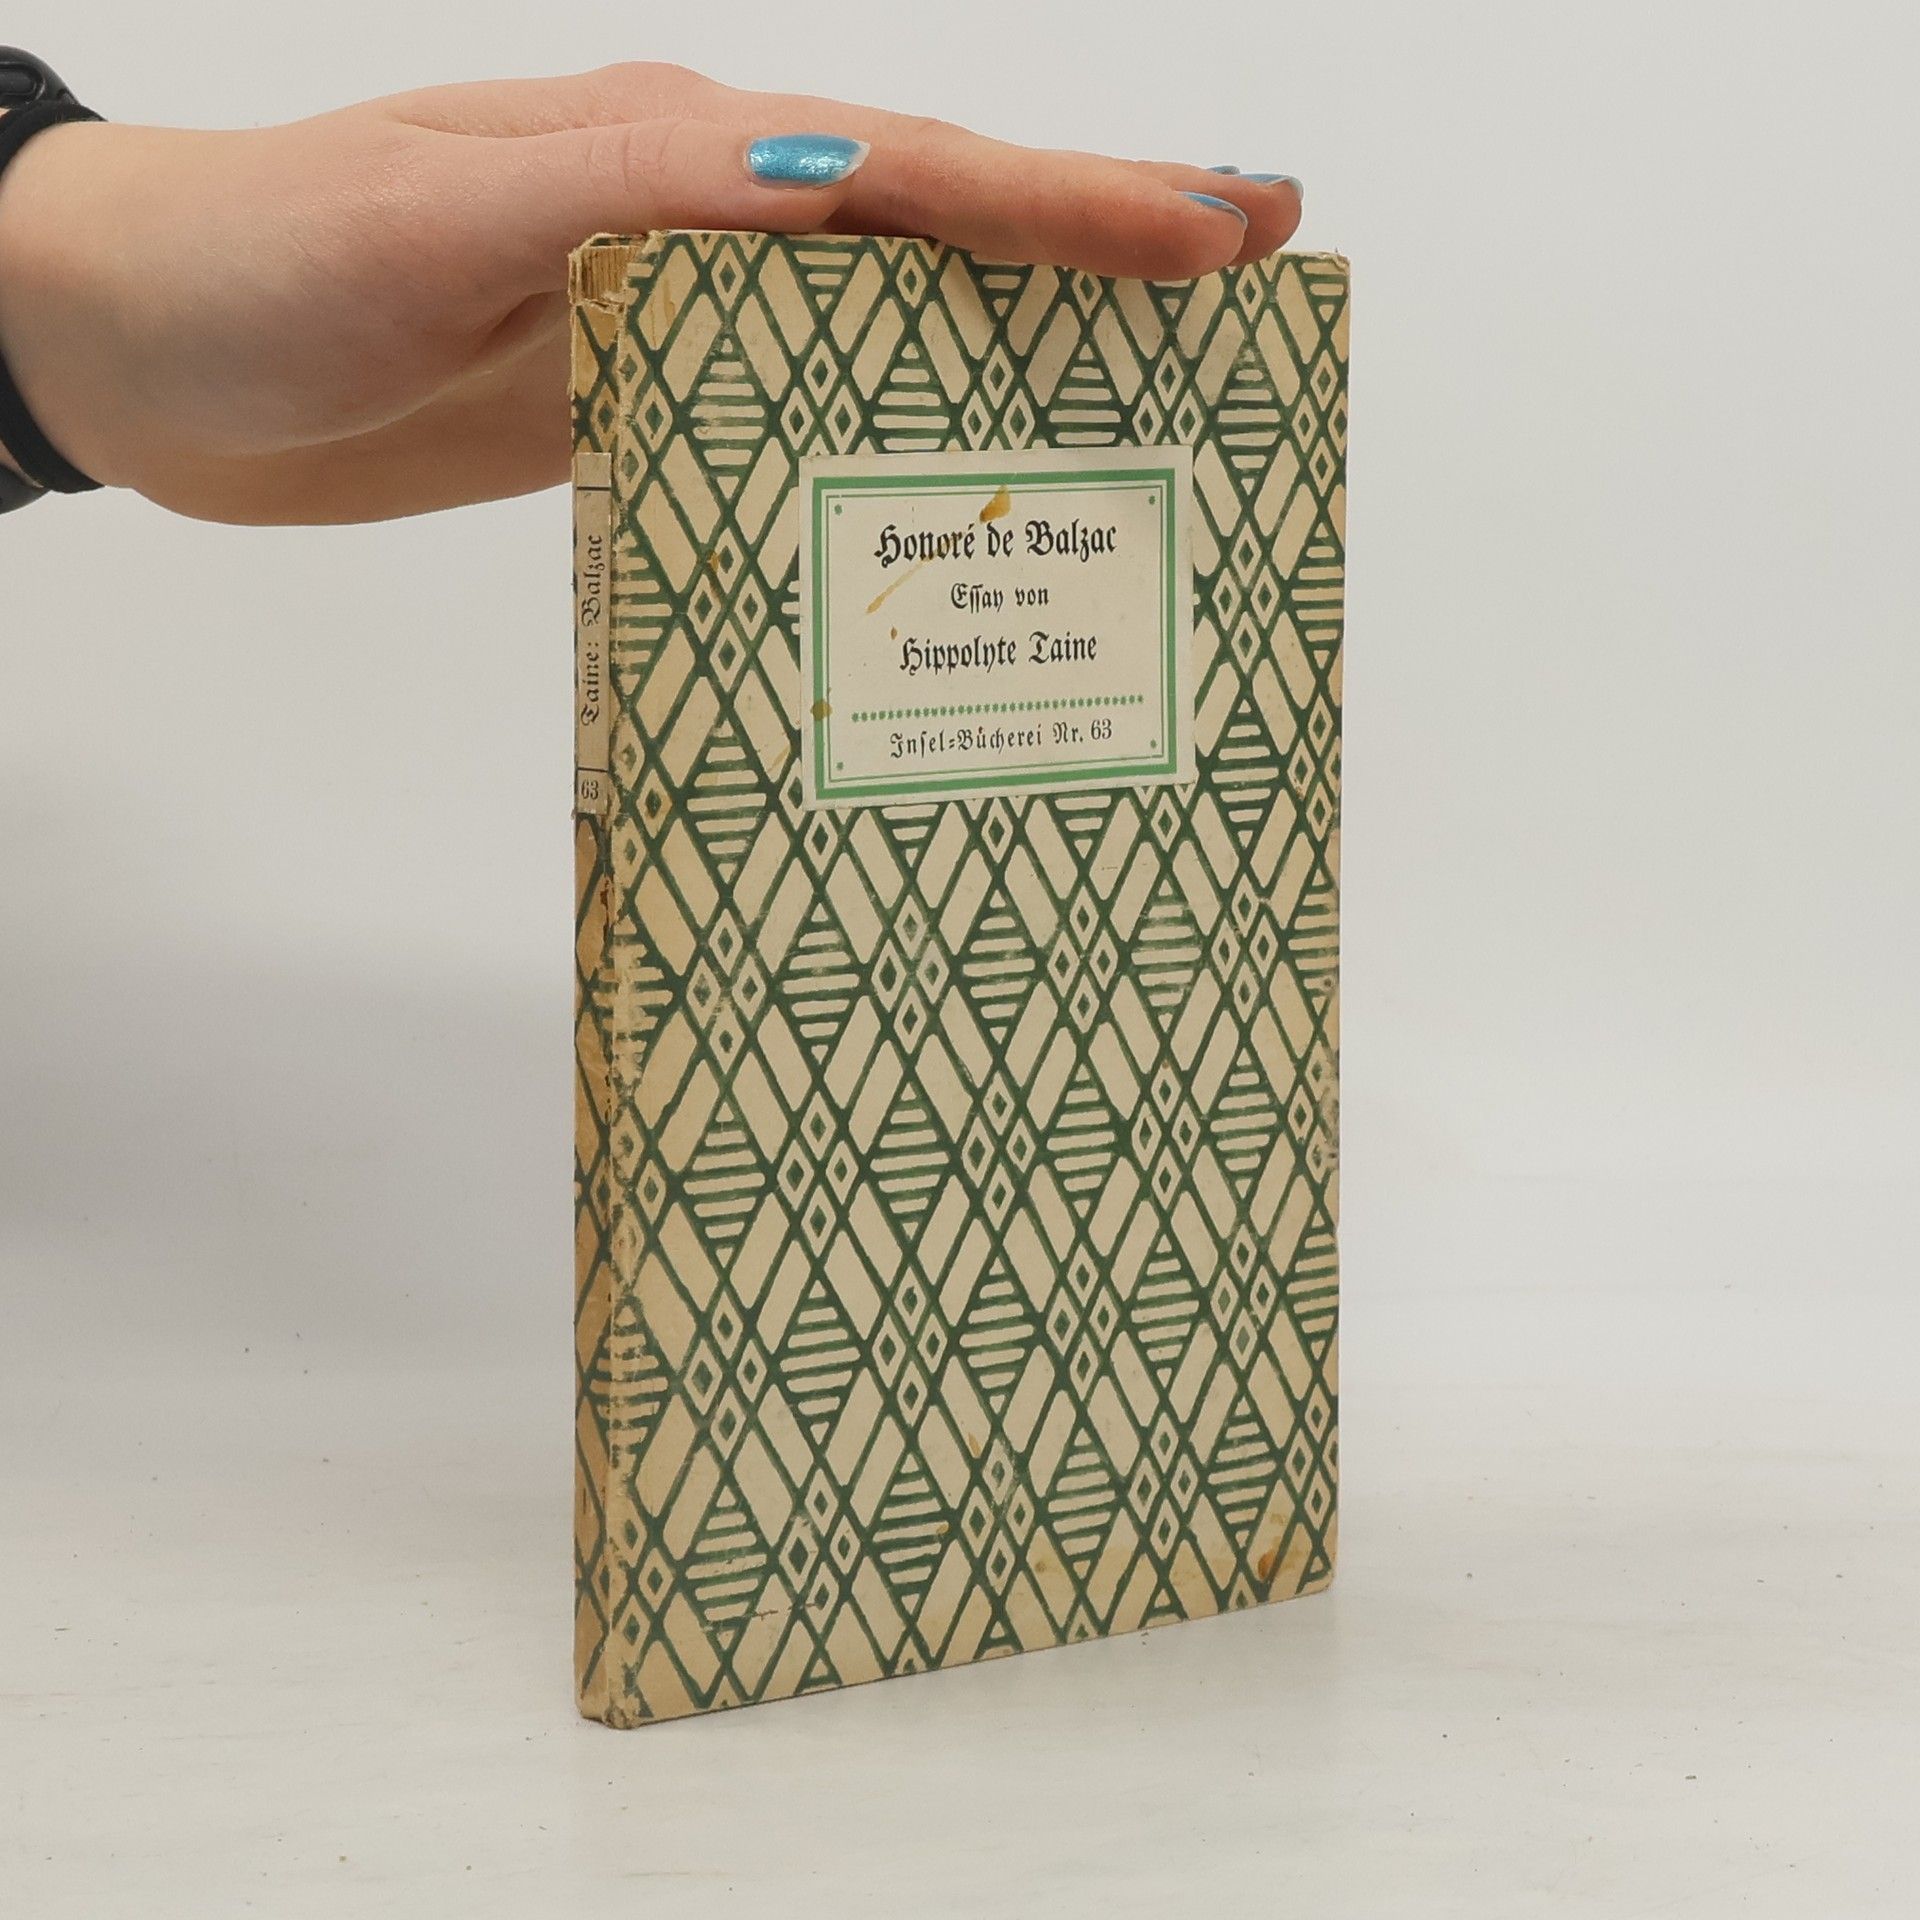 Honoré de Balzac
Eſſay von
Hippolyte Taine
Inſel-Bücherei Nr. 63
Taine: Balzac
63